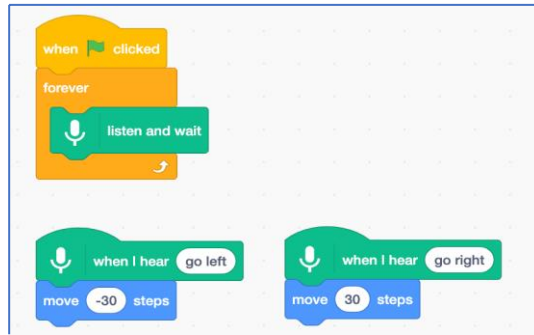 when clicked
forever
listen and wait
when I hear go left
move -30 steps
when I hear go right
move 30 steps